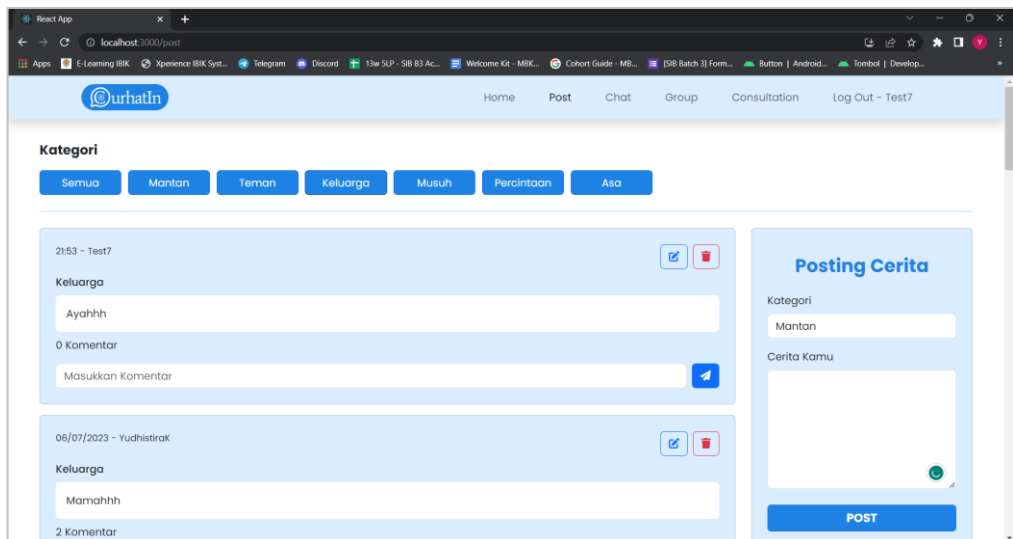 React App
localhost:3000/post
Apps E-Learning IBIK Xperience IBIK Syst... Telegram Discord 13w SLP - SIB B3 Ac... Welcome Kit - MBK... Cohort Guide - MB... [SIB Batch 3] Form... Button | Android... Tombol | Develop... »
Y
CurhatIn Home Post Chat Group Consultation Log Out - Test7
Kategori
Semua Mantan Teman Keluarga Musuh Percintaan Asa
21:53 - Test7
Keluarga
Ayahhh
0 Komentar
Masukkan Komentar
06/07/2023 - YudhistiraK
Keluarga
Mamahhh
2 Komentar
Posting Cerita
Kategori
Mantan
Cerita Kamu
POST